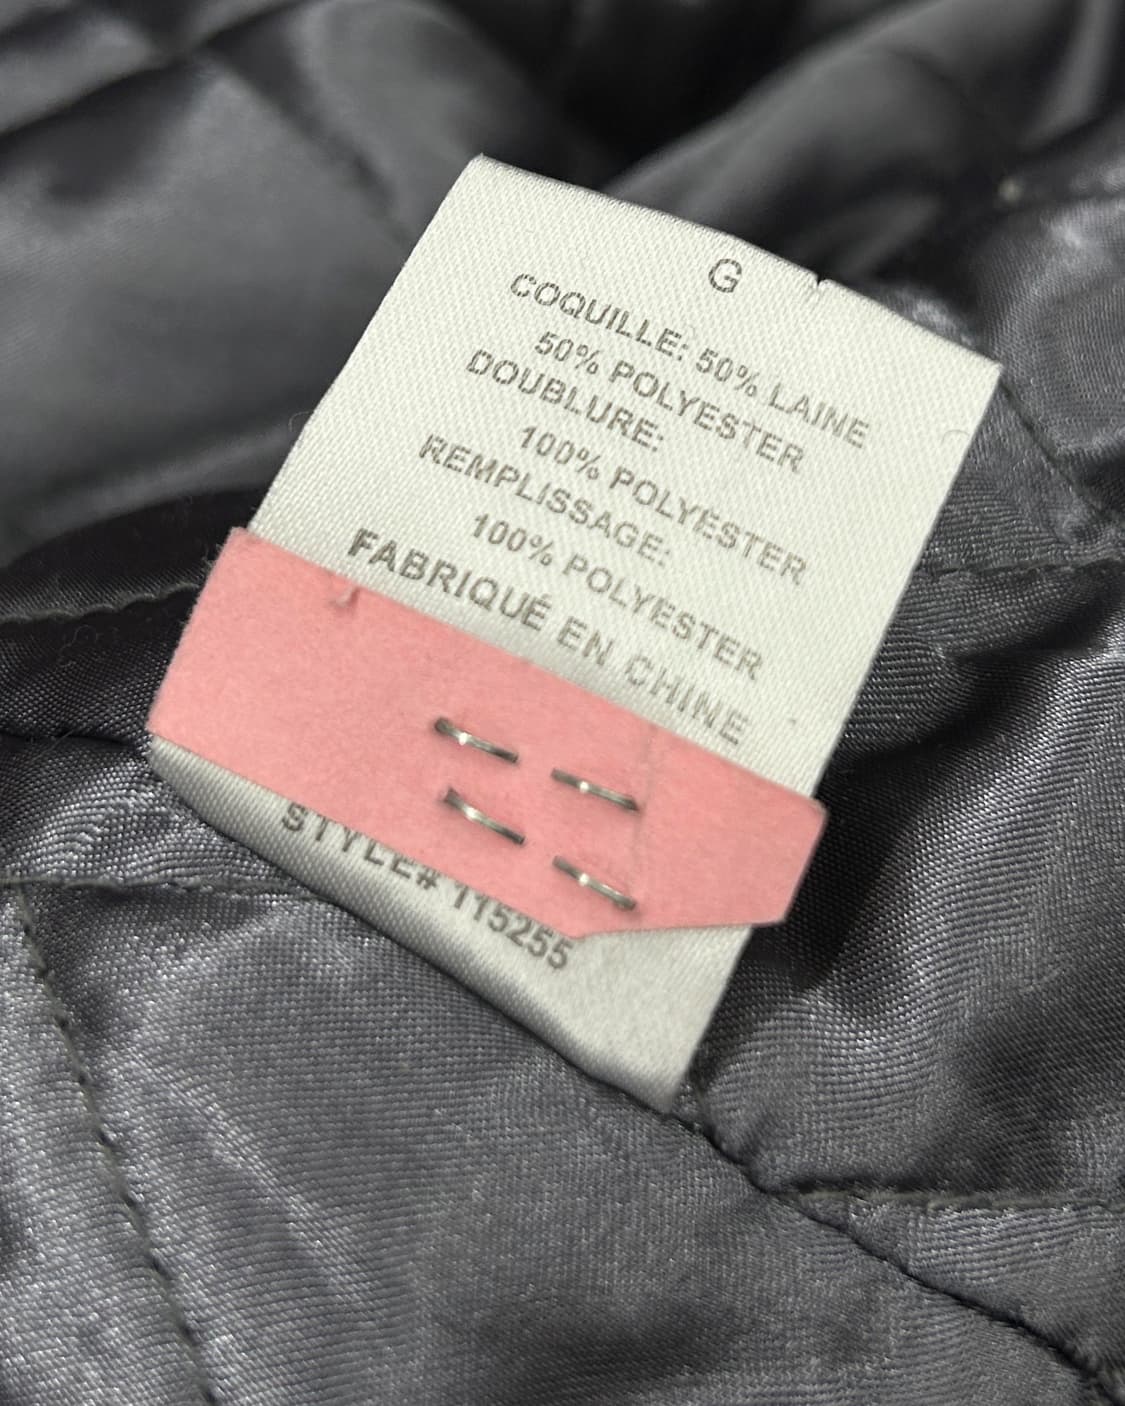 G
COQUILLE: 50% LAINE
50% POLYESTER
DOUBLURE:
100% POLYESTER
REMPLISSAGE:
100% POLYESTER
FABRIQUÉ EN CHINE
STYLE# 115255